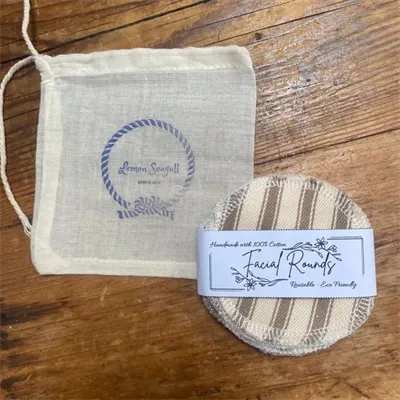 Lemon Seagull
Handmade with 100% Cotton
Facial Rounds
Reusable - Eco Friendly